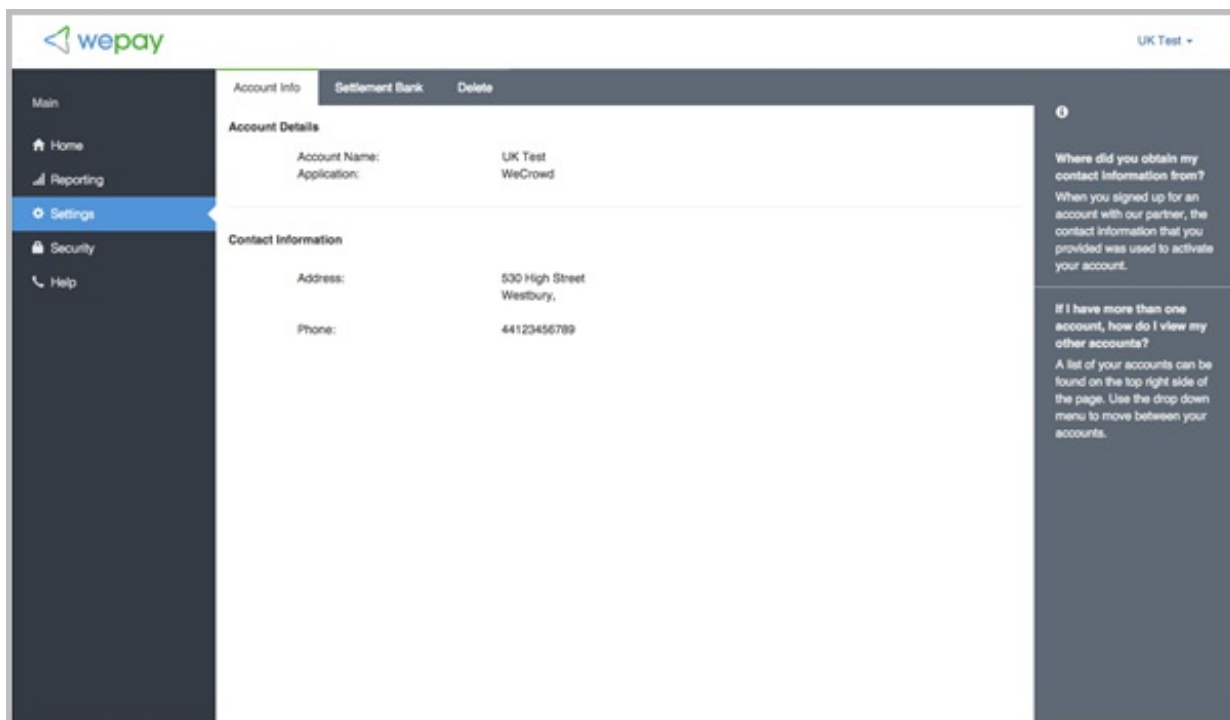 wepay
UK Test
Main
Home
Reporting
Settings
Security
Help
Account Info
Settlement Bank
Delete
Account Details
Account Name: UK Test
Application: WeCrowd
Contact Information
Address: 530 High Street
Westbury,
Phone: 44123456789
Where did you obtain my
contact information from?
When you signed up for an
account with our partner, the
contact information that you
provided was used to activate
your account.
If I have more than one
account, how do I view my
other accounts?
A list of your accounts can be
found on the top right side of
the page. Use the drop down
menu to move between your
accounts.